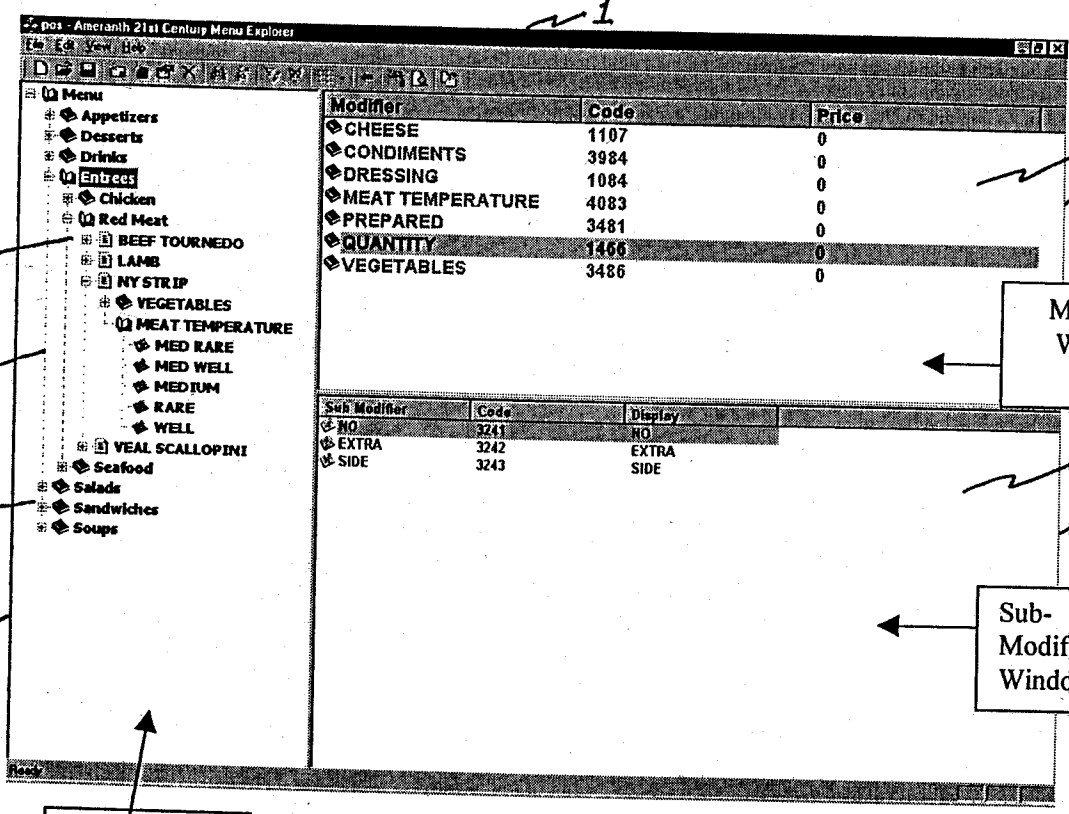 1
pos - Ameranth 21st Century Menu Explorer
File Edit View Help
Menu
Appetizers
Desserts
Drinks
Entrees
Chicken
Red Meat
BEEF TOURNEDO
LAMB
NY STRIP
VEGETABLES
MEAT TEMPERATURE
MED RARE
MED WELL
MEDIUM
RARE
WELL
VEAL SCALLOPINI
Seafood
Salads
Sandwiches
Soups
Modifier Code Price
CHEESE 1107 0
CONDIMENTS 3984 0
DRESSING 1084 0
MEAT TEMPERATURE 4083 0
PREPARED 3481 0
QUANTITY 1466 0
VEGETABLES 3486 0
M
W
Sub Modifier Code Display
NO 3241 NO
EXTRA 3242 EXTRA
SIDE 3243 SIDE
Sub-
Modif
Windo
Ready